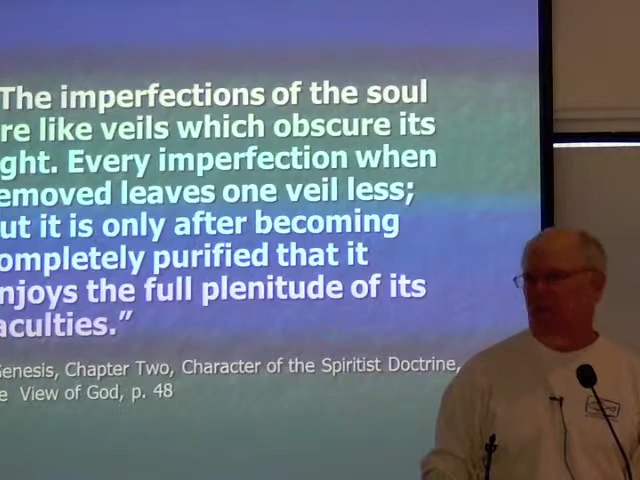 The imperfections of the soul
re like veils which obscure its
ght. Every imperfection when
emoved leaves one veil less;
ut it is only after becoming
ompletely purified that it
njoys the full plenitude of its
aculties.”
enesis, Chapter Two, Character of the Spiritist Doctrine,
e View of God, p. 48